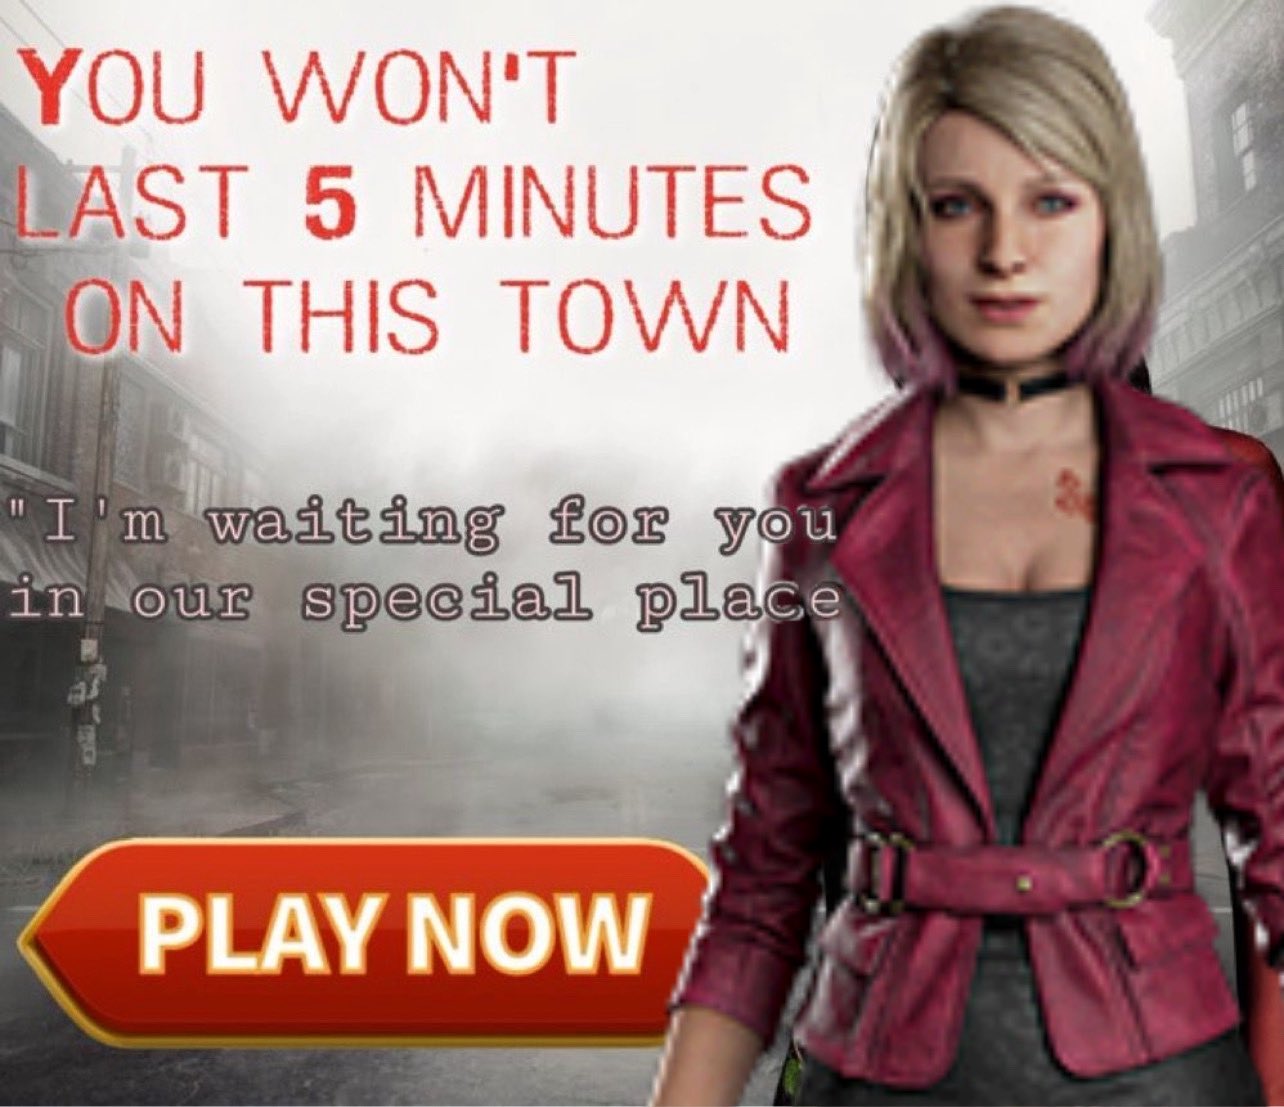 YOU WON'T
LAST 5 MINUTES
ON THIS TOWN
"I'm waiting for you
in our special place
PLAY NOW